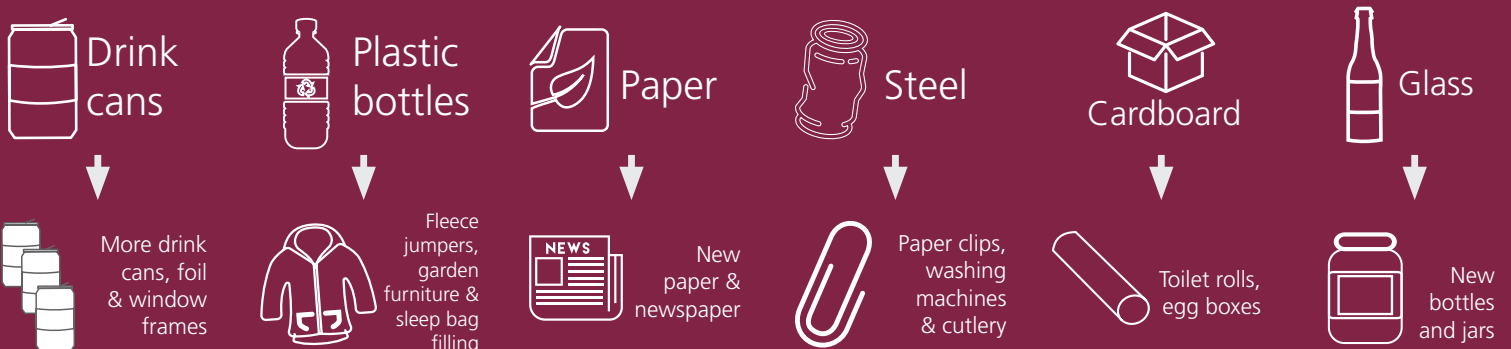 Drink
cans
Plastic
bottles
Paper
Steel
Cardboard
Glass
More drink
cans, foil
& window
frames
Fleece
jumpers,
garden
furniture &
sleep bag
filling
NEWS
New
paper &
newspaper
Paper clips,
washing
machines
& cutlery
Toilet rolls,
egg boxes
New
bottles
and jars